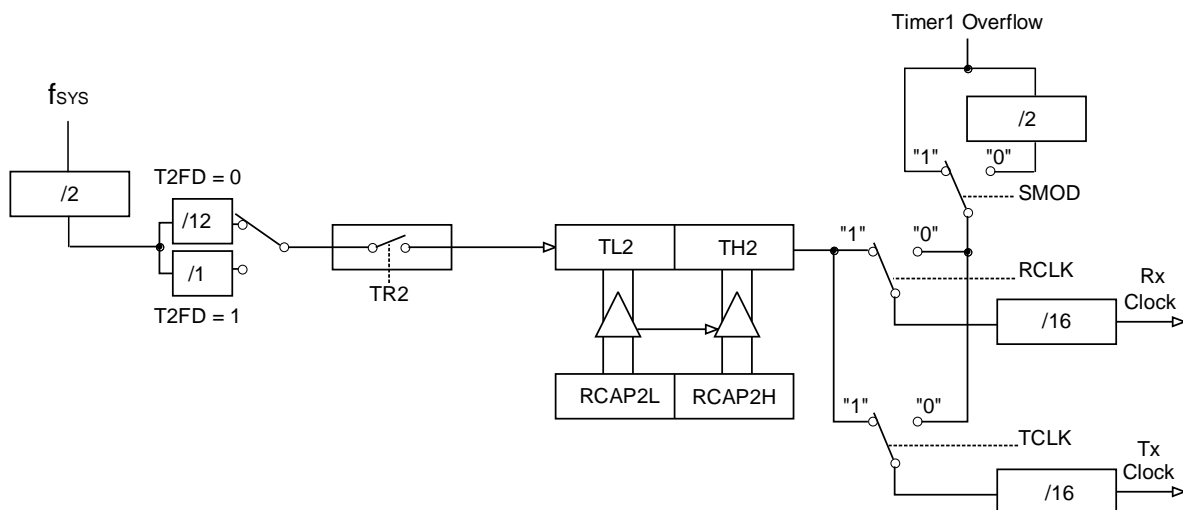 Timer1 Overflow
fSYS
/2
/2
"1"
"0"
SMOD
T2FD = 0
/12
/1
T2FD = 1
TR2
TL2
TH2
"1"
"0"
RCLK
Rx
Clock
/16
RCAP2L
RCAP2H
"1"
"0"
TCLK
Tx
Clock
/16